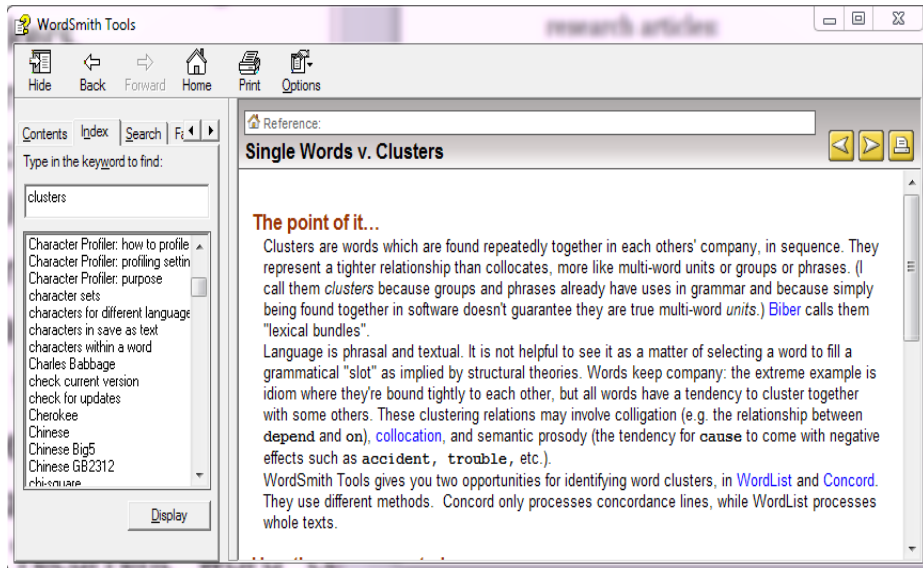 research articles:
WordSmith Tools
Hide Back Forward Home Print Options
Contents Index Search
Type in the keyword to find:
clusters
Character Profiler: how to profile
Character Profiler: profiling settin
Character Profiler: purpose
character sets
characters for different language
characters in save as text
characters within a word
Charles Babbage
check current version
check for updates
Cherokee
Chinese
Chinese Big5
Chinese GB2312
chi-square
Display
Reference:
Single Words v. Clusters
The point of it...
Clusters are words which are found repeatedly together in each others' company, in sequence. They
represent a tighter relationship than collocates, more like multi-word units or groups or phrases. (I
call them clusters because groups and phrases already have uses in grammar and because simply
being found together in software doesn't guarantee they are true multi-word units.) Biber calls them
"lexical bundles".
Language is phrasal and textual. It is not helpful to see it as a matter of selecting a word to fill a
grammatical "slot" as implied by structural theories. Words keep company: the extreme example is
idiom where they're bound tightly to each other, but all words have a tendency to cluster together
with some others. These clustering relations may involve colligation (e.g. the relationship between
depend and on), collocation, and semantic prosody (the tendency for cause to come with negative
effects such as accident, trouble, etc.).
WordSmith Tools gives you two opportunities for identifying word clusters, in WordList and Concord.
They use different methods. Concord only processes concordance lines, while WordList processes
whole texts.